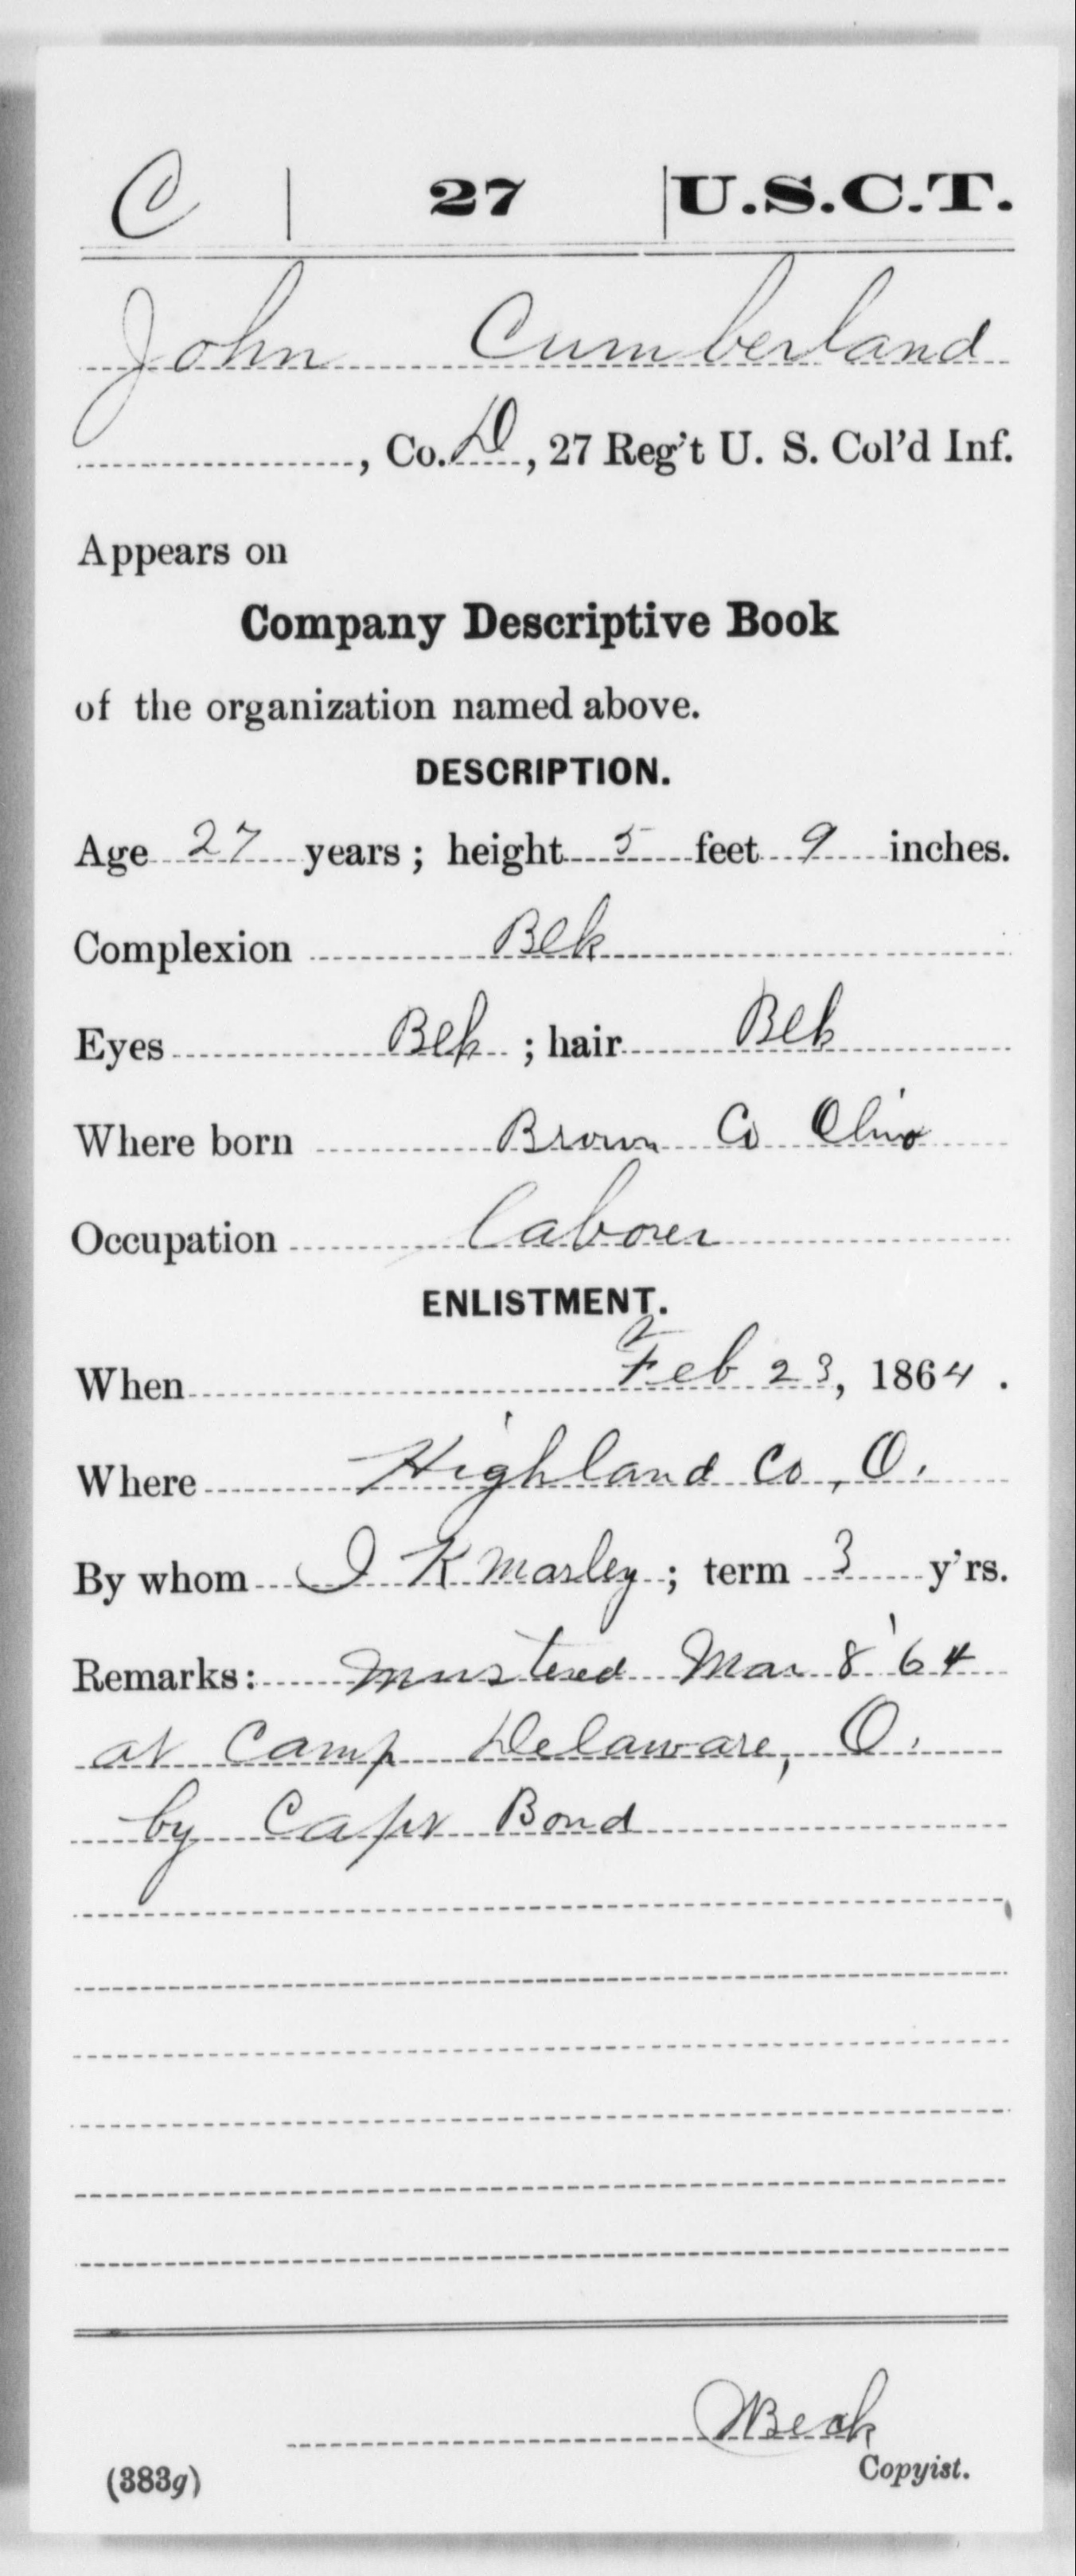 C | 27 | U.S.C.T.
John Cumberland
, Co. D, 27 Reg't U. S. Col'd Inf.
Appears on
Company Descriptive Book
of the organization named above.
DESCRIPTION.
Age 27 years; height 5 feet 9 inches.
Complexion Blk
Eyes Blk; hair Blk
Where born Brown Co Ohio
Occupation laborer
ENLISTMENT.
When Feb 23, 1864.
Where Highland Co, O.
By whom I K Marley; term 3 y'rs.
Remarks: Mustered Mar 8 '64
at Camp Delaware, O.
by Capt Bond
Beck
(383g) Copyist.